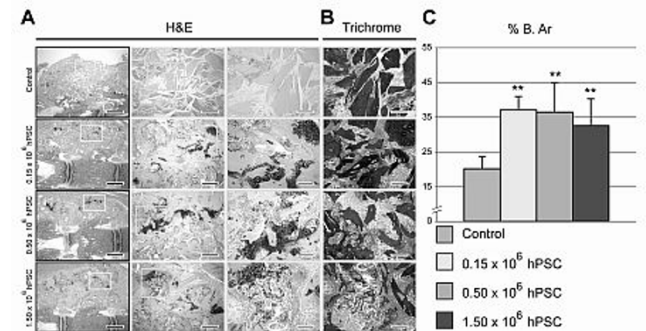 A
H&E
B
Trichrome
C
% B. Ar
Control
0.15 x 10⁶ hPSC
0.50 x 10⁶ hPSC
1.50 x 10⁶ hPSC
55
45
35
25
15
0
**
**
**
Control
0.15 x 10⁶ hPSC
0.50 x 10⁶ hPSC
1.50 x 10⁶ hPSC